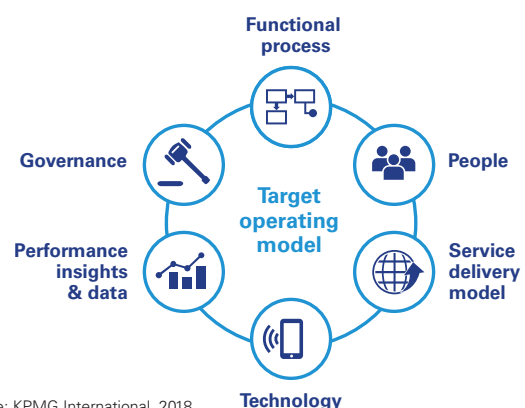 Functional
process
Governance
People
Target
operating
model
Performance
insights
& data
Service
delivery
model
Technology
KPMG International, 2018